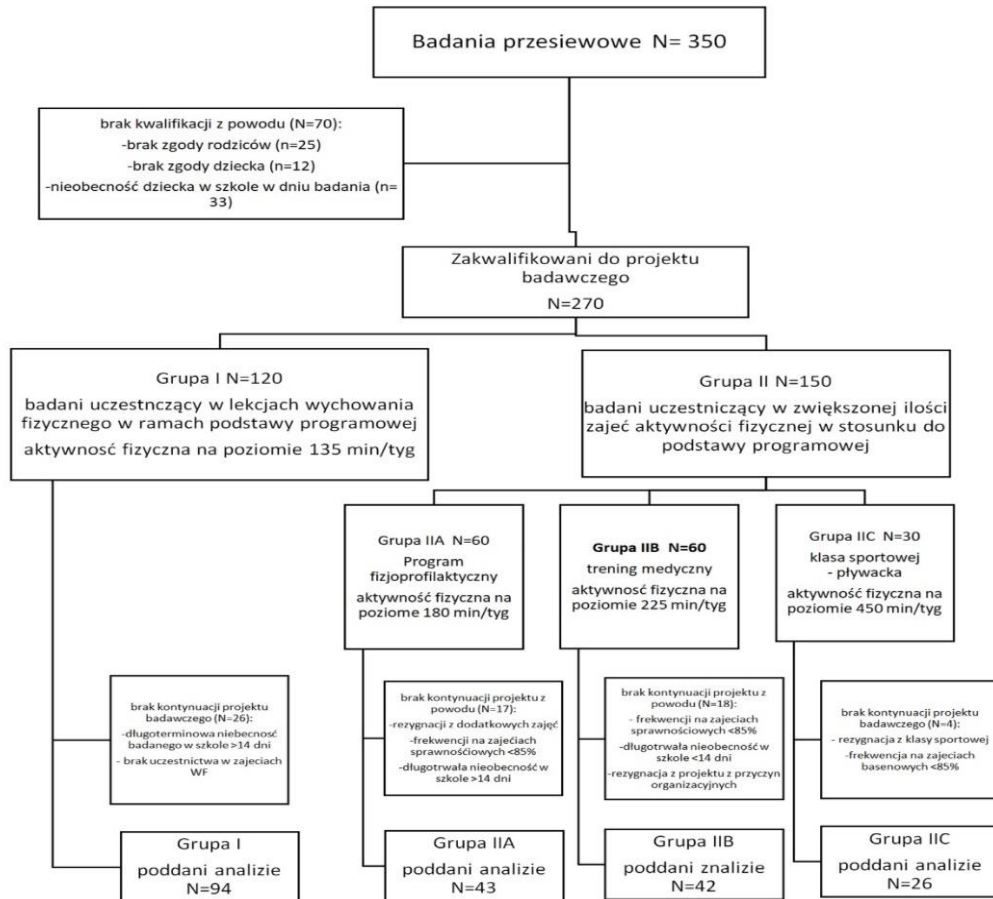 Badania przesiewowe N= 350
brak kwalifikacji z powodu (N=70):
-brak zgody rodziców (n=25)
-brak zgody dziecka (n=12)
-nieobecność dziecka w szkole w dniu badania (n=
33)
Zakwalifikowani do projektu
badawczego
N=270
Grupa I N=120
badani uczestnczący w lekcjach wychowania
fizycznego w ramach podstawy programowej
aktywnosć fizyczna na poziomie 135 min/tyg
Grupa II N=150
badani uczestniczący w zwiększonej ilości
zajeć aktywności fizycznej w stosunku do
podstawy programowej
Grupa IIA N=60
Program
fizjoprofilaktyczny
aktywność fizyczna na
poziome 180 min/tyg
Grupa IIB N=60
trening medyczny
aktywność fizyczna na
poziomie 225 min/tyg
Grupa IIC N=30
klasa sportowej
- pływacka
aktywność fizyczna na
poziomie 450 min/tyg
brak kontynuacji projektu
badawczego (N=26):
-długoterminowa niebecnosć
badanego w szkole >14 dni
- brak uczestnictwa w zajeciach
WF
brak kontynuacji projektu z
powodu (N=17):
-rezygnacji z dodatkowych zajęć
-frekwencji na zajećiach
sprawnośćiowych <85%
-długotrwała nieobecność w
szkole >14 dni
brak kontynuacji projektu z
powodu (N=18):
- frekwencji na zajeciach
sprawnościowych <85%
-długotrwała nieobecność w
szkole <14 dni
-rezygnacja z projektu z przyczyn
organizacyjnych
brak kontynuacji projektu
badawczego (N=4):
- rezygnacja z klasy sportowej
-frekwencja na zajeciach
basenowych <85%
Grupa I
poddani analizie
N=94
Grupa IIA
poddani analizie
N=43
Grupa IIB
poddani znalizie
N=42
Grupa IIC
poddani analizie
N=26